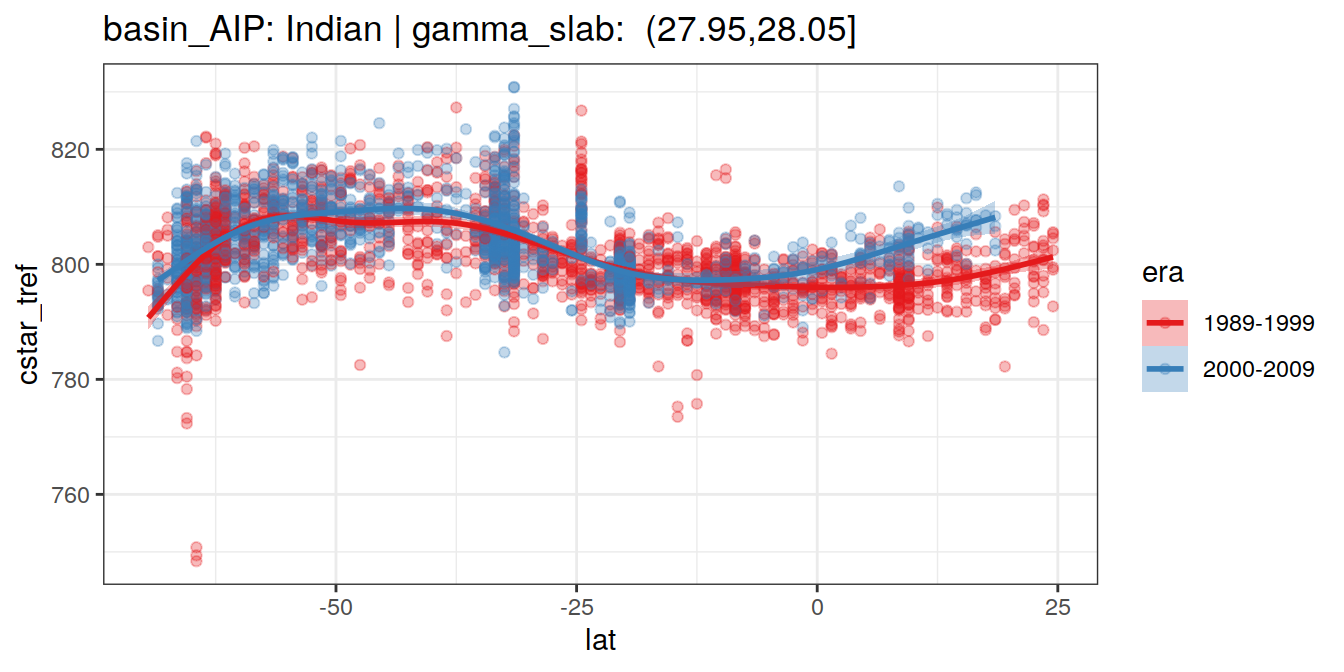 basin_AIP: Indian | gamma_slab:  (27.95,28.05]
cstar_tref
820
800
780
760
-50
-25
0
25
lat
era
1989-1999
2000-2009